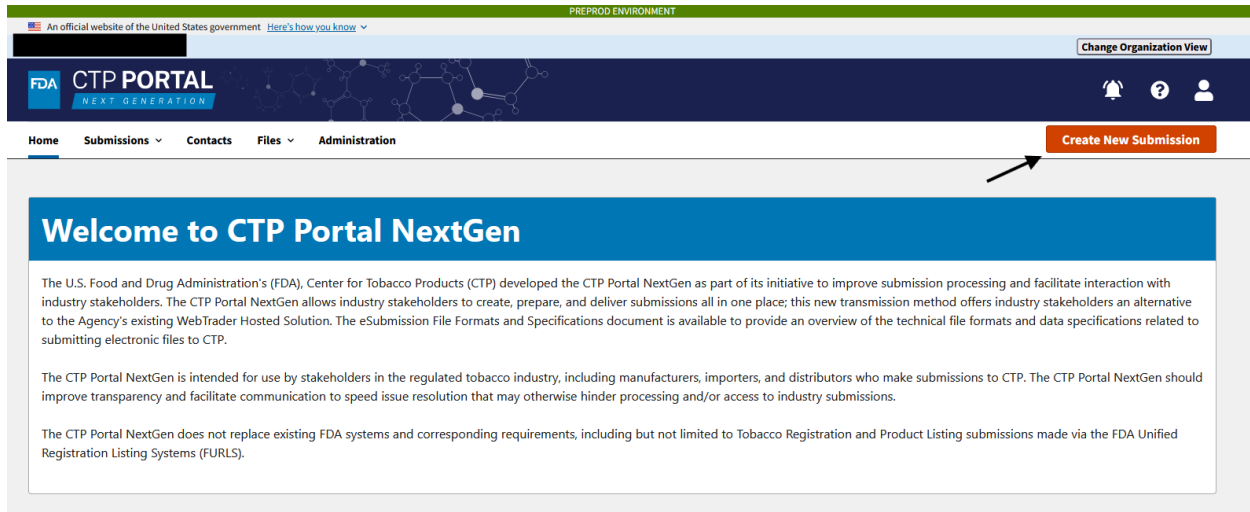 PREPROD ENVIRONMENT
An official website of the United States government Here's how you know
Change Organization View
FDA CTP PORTAL
NEXT GENERATION
Home Submissions Contacts Files Administration Create New Submission
Welcome to CTP Portal NextGen
The U.S. Food and Drug Administration's (FDA), Center for Tobacco Products (CTP) developed the CTP Portal NextGen as part of its initiative to improve submission processing and facilitate interaction with
industry stakeholders. The CTP Portal NextGen allows industry stakeholders to create, prepare, and deliver submissions all in one place; this new transmission method offers industry stakeholders an alternative
to the Agency's existing WebTrader Hosted Solution. The eSubmission File Formats and Specifications document is available to provide an overview of the technical file formats and data specifications related to
submitting electronic files to CTP.
The CTP Portal NextGen is intended for use by stakeholders in the regulated tobacco industry, including manufacturers, importers, and distributors who make submissions to CTP. The CTP Portal NextGen should
improve transparency and facilitate communication to speed issue resolution that may otherwise hinder processing and/or access to industry submissions.
The CTP Portal NextGen does not replace existing FDA systems and corresponding requirements, including but not limited to Tobacco Registration and Product Listing submissions made via the FDA Unified
Registration Listing Systems (FURLS).